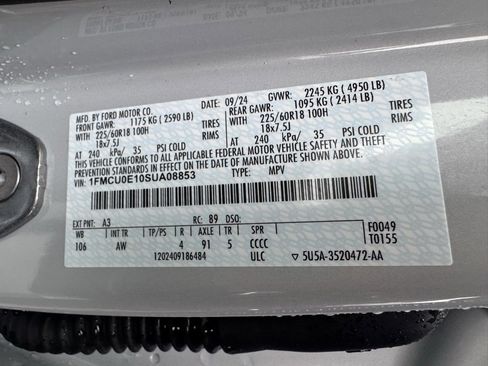 MFD. BY FORD MOTOR CO. 09/24 GVWR: 2245 KG ( 4950 LB)
FRONT GAWR: 1175 KG ( 2590 LB) REAR GAWR: 1095 KG ( 2414 LB)
225/60R18 100H TIRES 225/60R18 100H TIRES
18x7.5J RIMS 18x7.5J RIMS
AT 240 kPa/ 35 PSI COLD AT 240 kPa/ 35 PSI COLD
THIS VEHICLE CONFORMS TO ALL APPLICABLE FEDERAL MOTOR VEHICLE SAFETY AND THEFT
PREVENTION STANDARDS IN EFFECT ON THE DATE OF MANUFACTURE SHOWN ABOVE.
VIN: 1FMCU0E10SUA08853 TYPE: MPV
EXT PNT: A3 RC: 89 DSO: F0049
WB INT TR TP/PS R AXLE TR SPR T0155
106 AW 4 91 5 CCCC
1202409186484 ULC ▽ 5U5A-3520472-AA